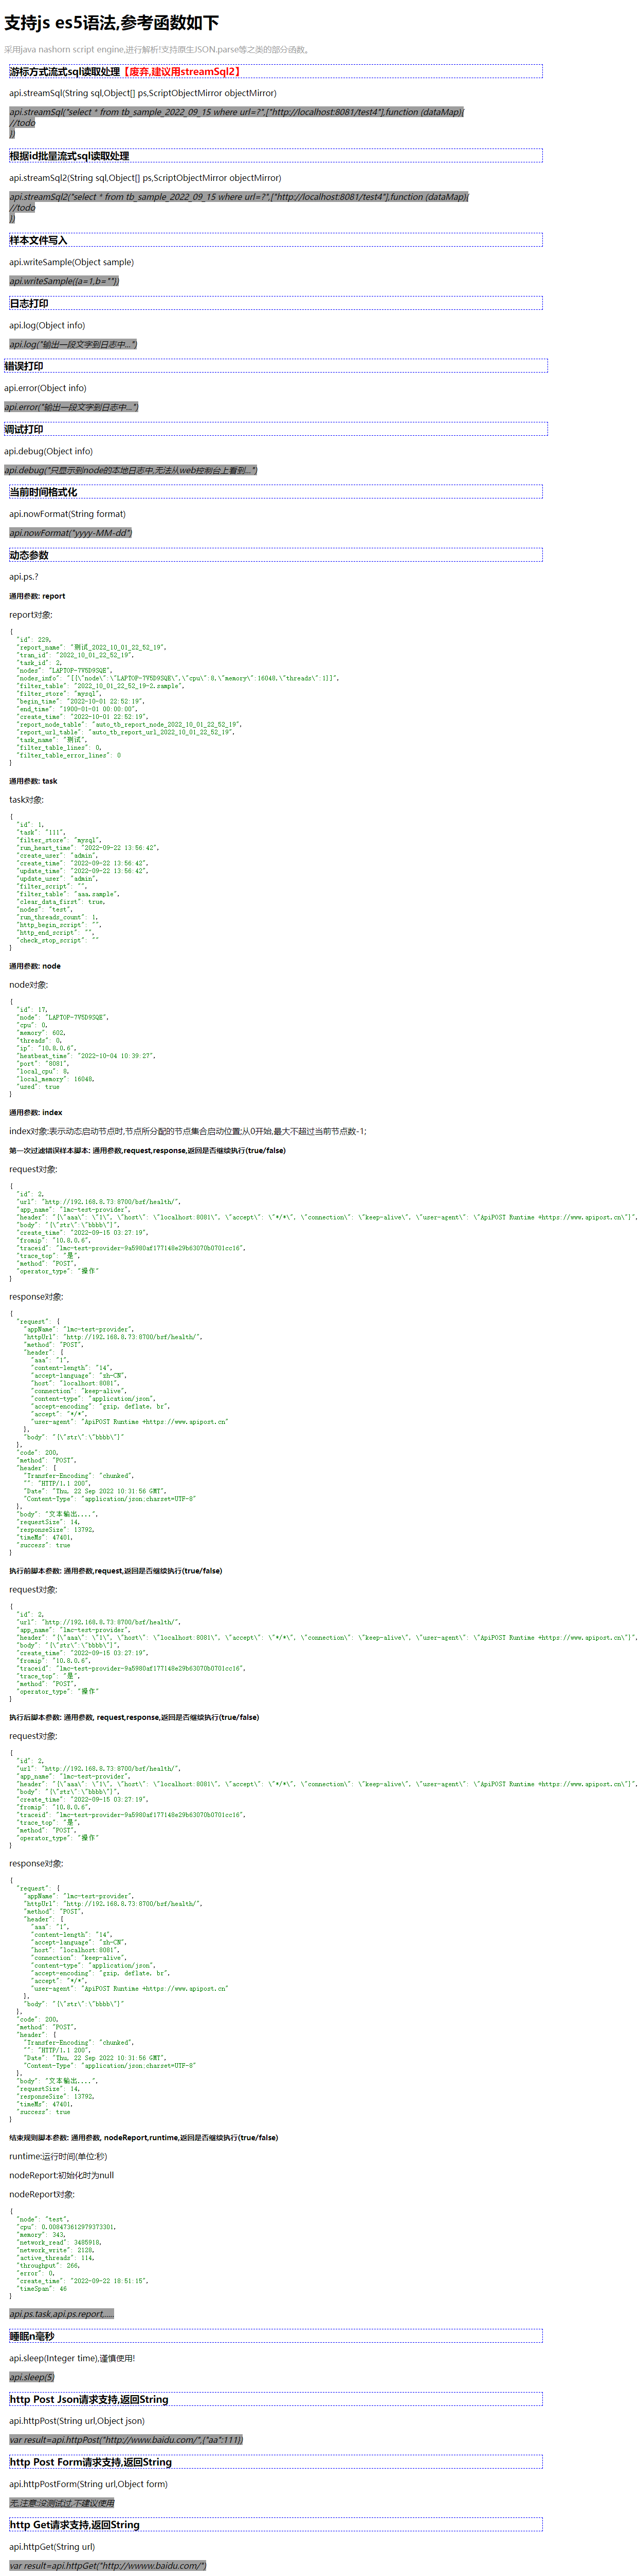 支持js es5语法,参考函数如下
采用java nashorn script engine,进行解析!支持原生JSON.parse等之类的部分函数。
游标方式流式sql读取处理【废弃,建议用streamSql2】
api.streamSql(String sql,Object[] ps,ScriptObjectMirror objectMirror)
api.streamSql("select * from tb_sample_2022_09_15 where url=?",["http://localhost:8081/test4"],function (dataMap){
//todo
})
根据id批量流式sql读取处理
api.streamSql2(String sql,Object[] ps,ScriptObjectMirror objectMirror)
api.streamSql2("select * from tb_sample_2022_09_15 where url=?",["http://localhost:8081/test4"],function (dataMap){
//todo
})
样本文件写入
api.writeSample(Object sample)
api.writeSample({a=1,b=""})
日志打印
api.log(Object info)
api.log("输出一段文字到日志中...")
错误打印
api.error(Object info)
api.error("输出一段文字到日志中...")
调试打印
api.debug(Object info)
api.debug("只显示到node的本地日志中,无法从web控制台上看到...")
当前时间格式化
api.nowFormat(String format)
api.nowFormat("yyyy-MM-dd")
动态参数
api.ps.?
通用参数: report
report对象:
{
"id": 229,
"report_name": "测试_2022_10_01_22_52_19",
"tran_id": "2022_10_01_22_52_19",
"task_id": 2,
"nodes": "LAPTOP-7V5D9SQE",
"nodes_info": "[{\"node\":\"LAPTOP-7V5D9SQE\",\"cpu\":8,\"memory\":16048,\"threads\":1}]",
"filter_table": "2022_10_01_22_52_19-2.sample",
"filter_store": "mysql",
"begin_time": "2022-10-01 22:52:19",
"end_time": "1900-01-01 00:00:00",
"create_time": "2022-10-01 22:52:19",
"report_node_table": "auto_tb_report_node_2022_10_01_22_52_19",
"report_url_table": "auto_tb_report_url_2022_10_01_22_52_19",
"task_name": "测试",
"filter_table_lines": 0,
"filter_table_error_lines": 0
}
通用参数: task
task对象:
{
"id": 1,
"task": "111",
"filter_store": "mysql",
"run_heart_time": "2022-09-22 13:56:42",
"create_user": "admin",
"create_time": "2022-09-22 13:56:42",
"update_time": "2022-09-22 13:56:42",
"update_user": "admin",
"filter_script": "",
"filter_table": "aaa.sample",
"clear_data_first": true,
"nodes": "test",
"run_threads_count": 1,
"http_begin_script": "",
"http_end_script": "",
"check_stop_script": ""
}
通用参数: node
node对象:
{
"id": 17,
"node": "LAPTOP-7V5D9SQE",
"cpu": 0,
"memory": 602,
"threads": 0,
"ip": "10.8.0.6",
"heatbeat_time": "2022-10-04 10:39:27",
"port": "8081",
"local_cpu": 8,
"local_memory": 16048,
"used": true
}
通用参数: index
index对象:表示动态启动节点时,节点所分配的节点集合启动位置;从0开始,最大不超过当前节点数-1;
第一次过滤错误样本脚本: 通用参数,request,response,返回是否继续执行(true/false)
request对象:
{
"id": 2,
"url": "http://192.168.8.73:8700/bsf/health/",
"app_name": "lmc-test-provider",
"header": "{\"aaa\": \"1\", \"host\": \"localhost:8081\", \"accept\": \"*/*\", \"connection\": \"keep-alive\", \"user-agent\": \"ApiPOST Runtime +https://www.apipost.cn\"}",
"body": "{\"str\":\"bbbb\"}",
"create_time": "2022-09-15 03:27:19",
"fromip": "10.8.0.6",
"traceid": "lmc-test-provider-9a5980af177148e29b63070b0701cc16",
"trace_top": "是",
"method": "POST",
"operator_type": "操作"
}
response对象:
{
"request": {
"appName": "lmc-test-provider",
"httpUrl": "http://192.168.8.73:8700/bsf/health/",
"method": "POST",
"header": {
"aaa": "1",
"content-length": "14",
"accept-language": "zh-CN",
"host": "localhost:8081",
"connection": "keep-alive",
"content-type": "application/json",
"accept-encoding": "gzip, deflate, br",
"accept": "*/*",
"user-agent": "ApiPOST Runtime +https://www.apipost.cn"
},
"body": "{\"str\":\"bbbb\"}"
},
"code": 200,
"method": "POST",
"header": {
"Transfer-Encoding": "chunked",
"": "HTTP/1.1 200",
"Date": "Thu, 22 Sep 2022 10:31:56 GMT",
"Content-Type": "application/json;charset=UTF-8"
},
"body": "文本输出....",
"requestSize": 14,
"responseSize": 13792,
"timeMs": 47401,
"success": true
}
执行前脚本参数: 通用参数,request,返回是否继续执行(true/false)
request对象:
{
"id": 2,
"url": "http://192.168.8.73:8700/bsf/health/",
"app_name": "lmc-test-provider",
"header": "{\"aaa\": \"1\", \"host\": \"localhost:8081\", \"accept\": \"*/*\", \"connection\": \"keep-alive\", \"user-agent\": \"ApiPOST Runtime +https://www.apipost.cn\"}",
"body": "{\"str\":\"bbbb\"}",
"create_time": "2022-09-15 03:27:19",
"fromip": "10.8.0.6",
"traceid": "lmc-test-provider-9a5980af177148e29b63070b0701cc16",
"trace_top": "是",
"method": "POST",
"operator_type": "操作"
}
执行后脚本参数: 通用参数, request,response,返回是否继续执行(true/false)
request对象:
{
"id": 2,
"url": "http://192.168.8.73:8700/bsf/health/",
"app_name": "lmc-test-provider",
"header": "{\"aaa\": \"1\", \"host\": \"localhost:8081\", \"accept\": \"*/*\", \"connection\": \"keep-alive\", \"user-agent\": \"ApiPOST Runtime +https://www.apipost.cn\"}",
"body": "{\"str\":\"bbbb\"}",
"create_time": "2022-09-15 03:27:19",
"fromip": "10.8.0.6",
"traceid": "lmc-test-provider-9a5980af177148e29b63070b0701cc16",
"trace_top": "是",
"method": "POST",
"operator_type": "操作"
}
response对象:
{
"request": {
"appName": "lmc-test-provider",
"httpUrl": "http://192.168.8.73:8700/bsf/health/",
"method": "POST",
"header": {
"aaa": "1",
"content-length": "14",
"accept-language": "zh-CN",
"host": "localhost:8081",
"connection": "keep-alive",
"content-type": "application/json",
"accept-encoding": "gzip, deflate, br",
"accept": "*/*",
"user-agent": "ApiPOST Runtime +https://www.apipost.cn"
},
"body": "{\"str\":\"bbbb\"}"
},
"code": 200,
"method": "POST",
"header": {
"Transfer-Encoding": "chunked",
"": "HTTP/1.1 200",
"Date": "Thu, 22 Sep 2022 10:31:56 GMT",
"Content-Type": "application/json;charset=UTF-8"
},
"body": "文本输出....",
"requestSize": 14,
"responseSize": 13792,
"timeMs": 47401,
"success": true
}
结束规则脚本参数: 通用参数, nodeReport,runtime,返回是否继续执行(true/false)
runtime:运行时间(单位:秒)
nodeReport:初始化时为null
nodeReport对象:
{
"node": "test",
"cpu": 0.008473612979373301,
"memory": 343,
"network_read": 3485918,
"network_write": 2128,
"active_threads": 114,
"throughput": 266,
"error": 0,
"create_time": "2022-09-22 18:51:15",
"timeSpan": 46
}
api.ps.task,api.ps.report,.....
睡眠n毫秒
api.sleep(Integer time),谨慎使用!
api.sleep(5)
http Post Json请求支持,返回String
api.httpPost(String url,Object json)
var result=api.httpPost("http://www.baidu.com/",{"aa":111})
http Post Form请求支持,返回String
api.httpPostForm(String url,Object form)
无,注意:没测试过,不建议使用
http Get请求支持,返回String
api.httpGet(String url)
var result=api.httpGet("http://wwww.baidu.com/")